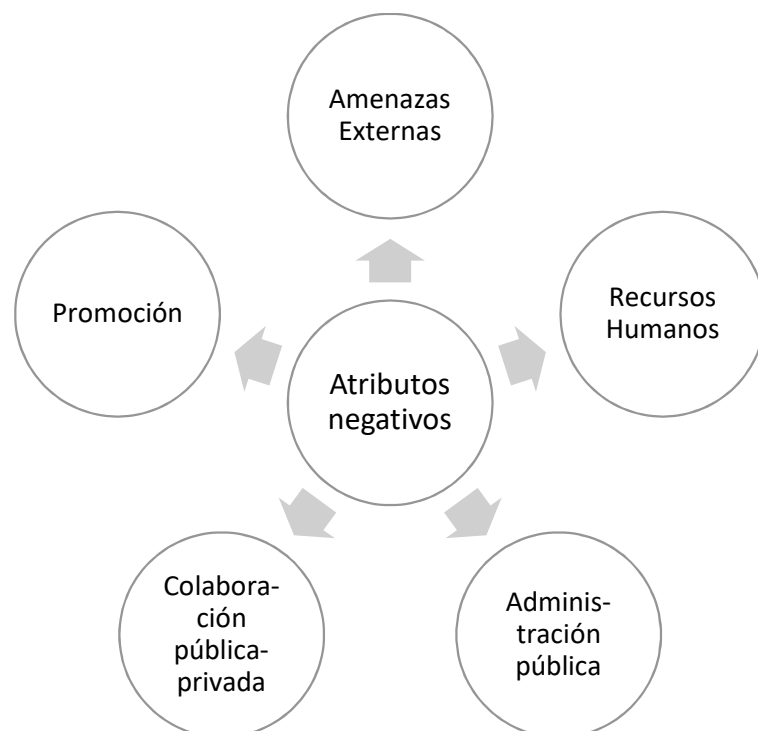 Amenazas
Externas
Recursos
Humanos
Promoción
Atributos
negativos
Colabora-
ción
pública-
privada
Adminis-
tración
pública